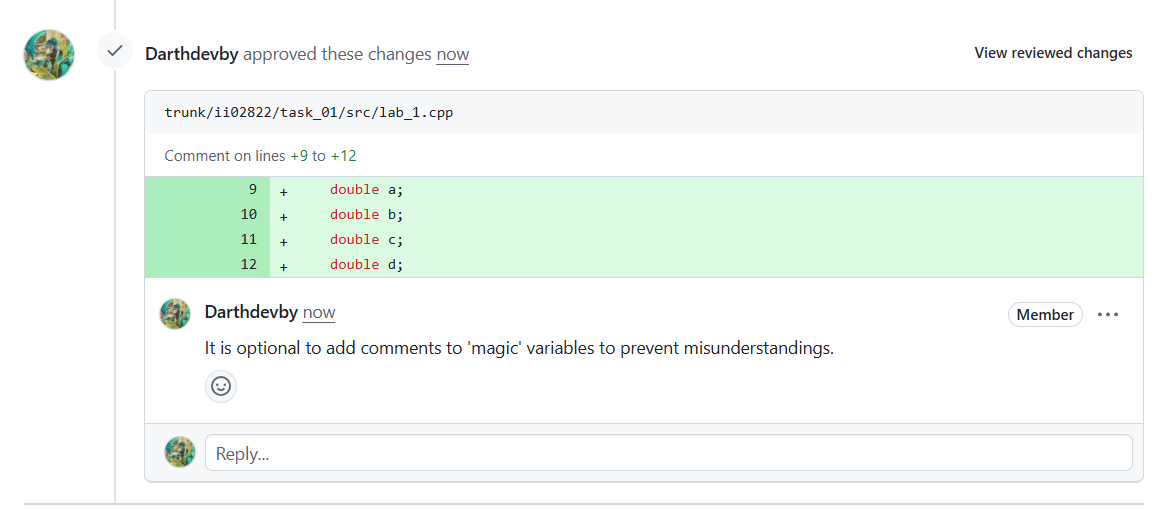 Darthdevby approved these changes now
View reviewed changes
trunk/ii02822/task_01/src/lab_1.cpp
Comment on lines +9 to +12
9 + double a;
10 + double b;
11 + double c;
12 + double d;
Darthdevby now
Member
It is optional to add comments to 'magic' variables to prevent misunderstandings.
Reply...